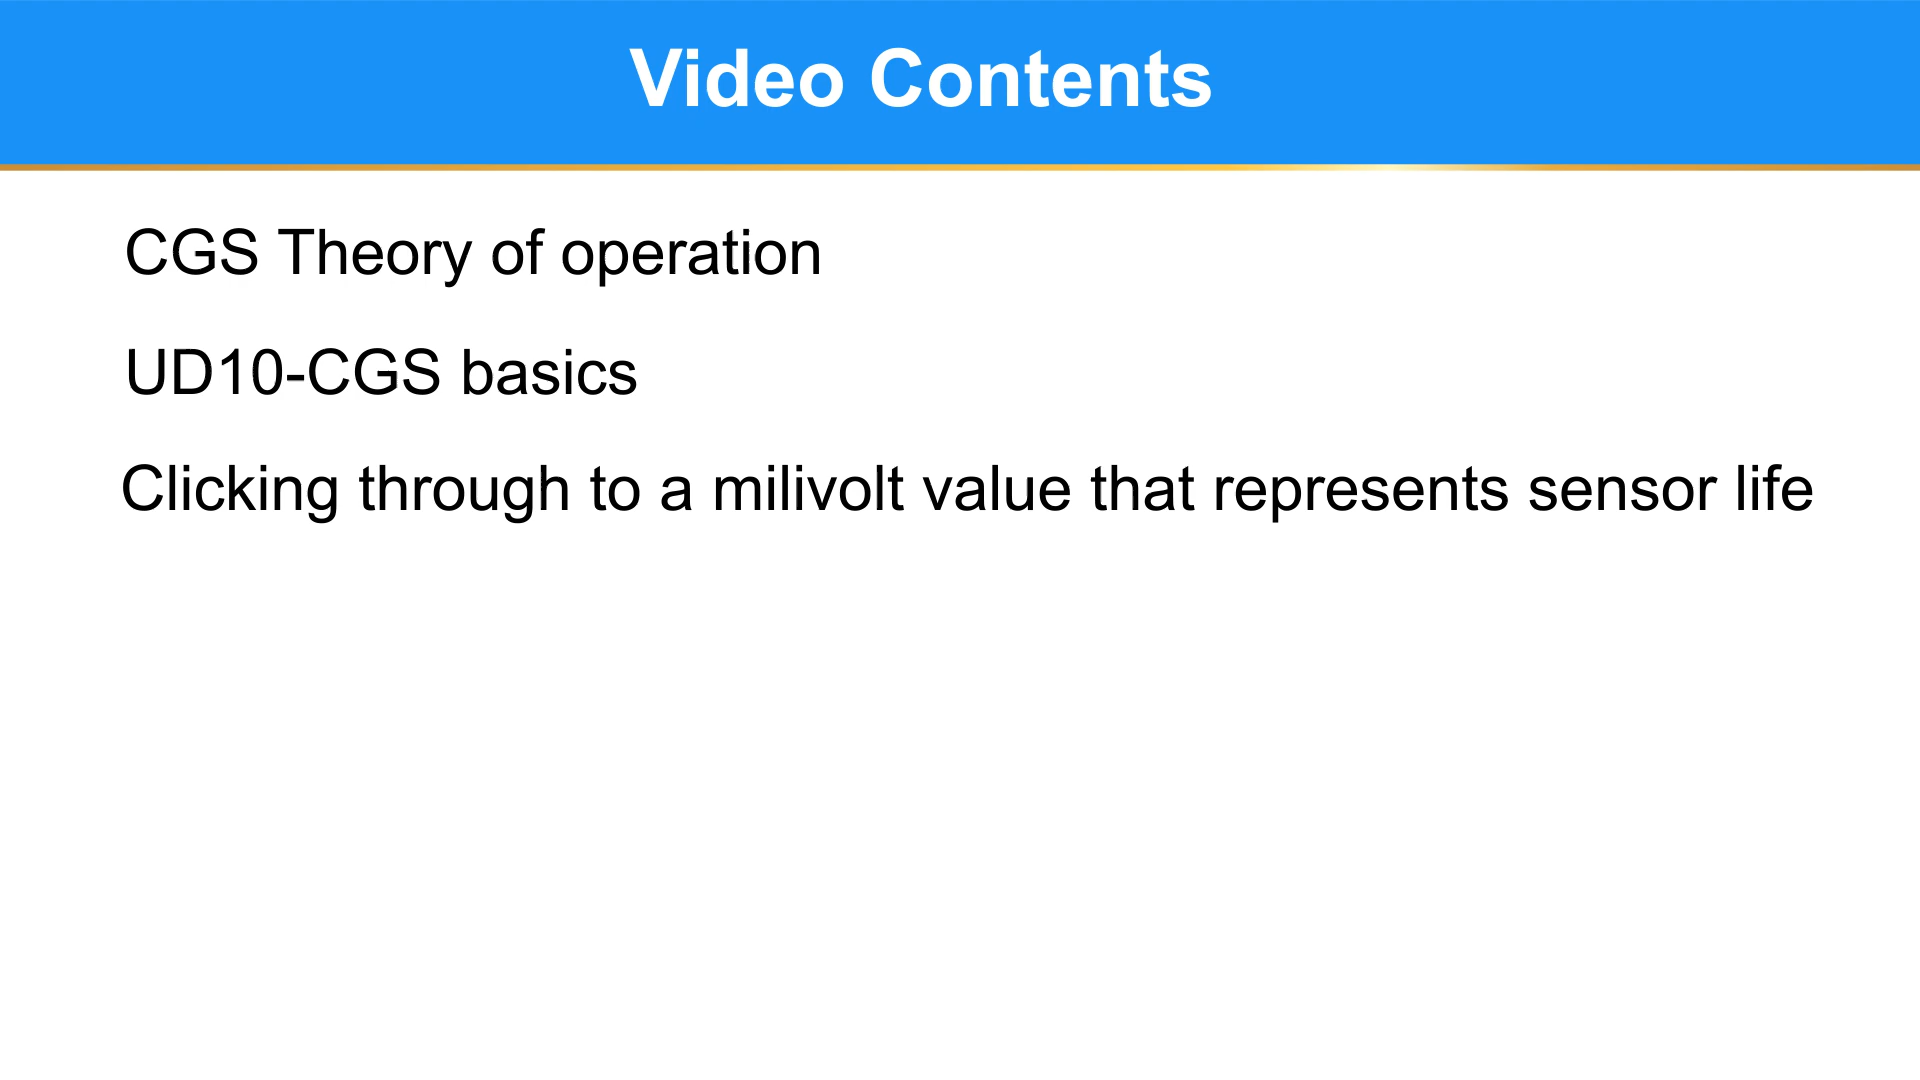 Video Contents
CGS Theory of operation
UD10-CGS basics
Clicking through to a milivolt value that represents sensor life